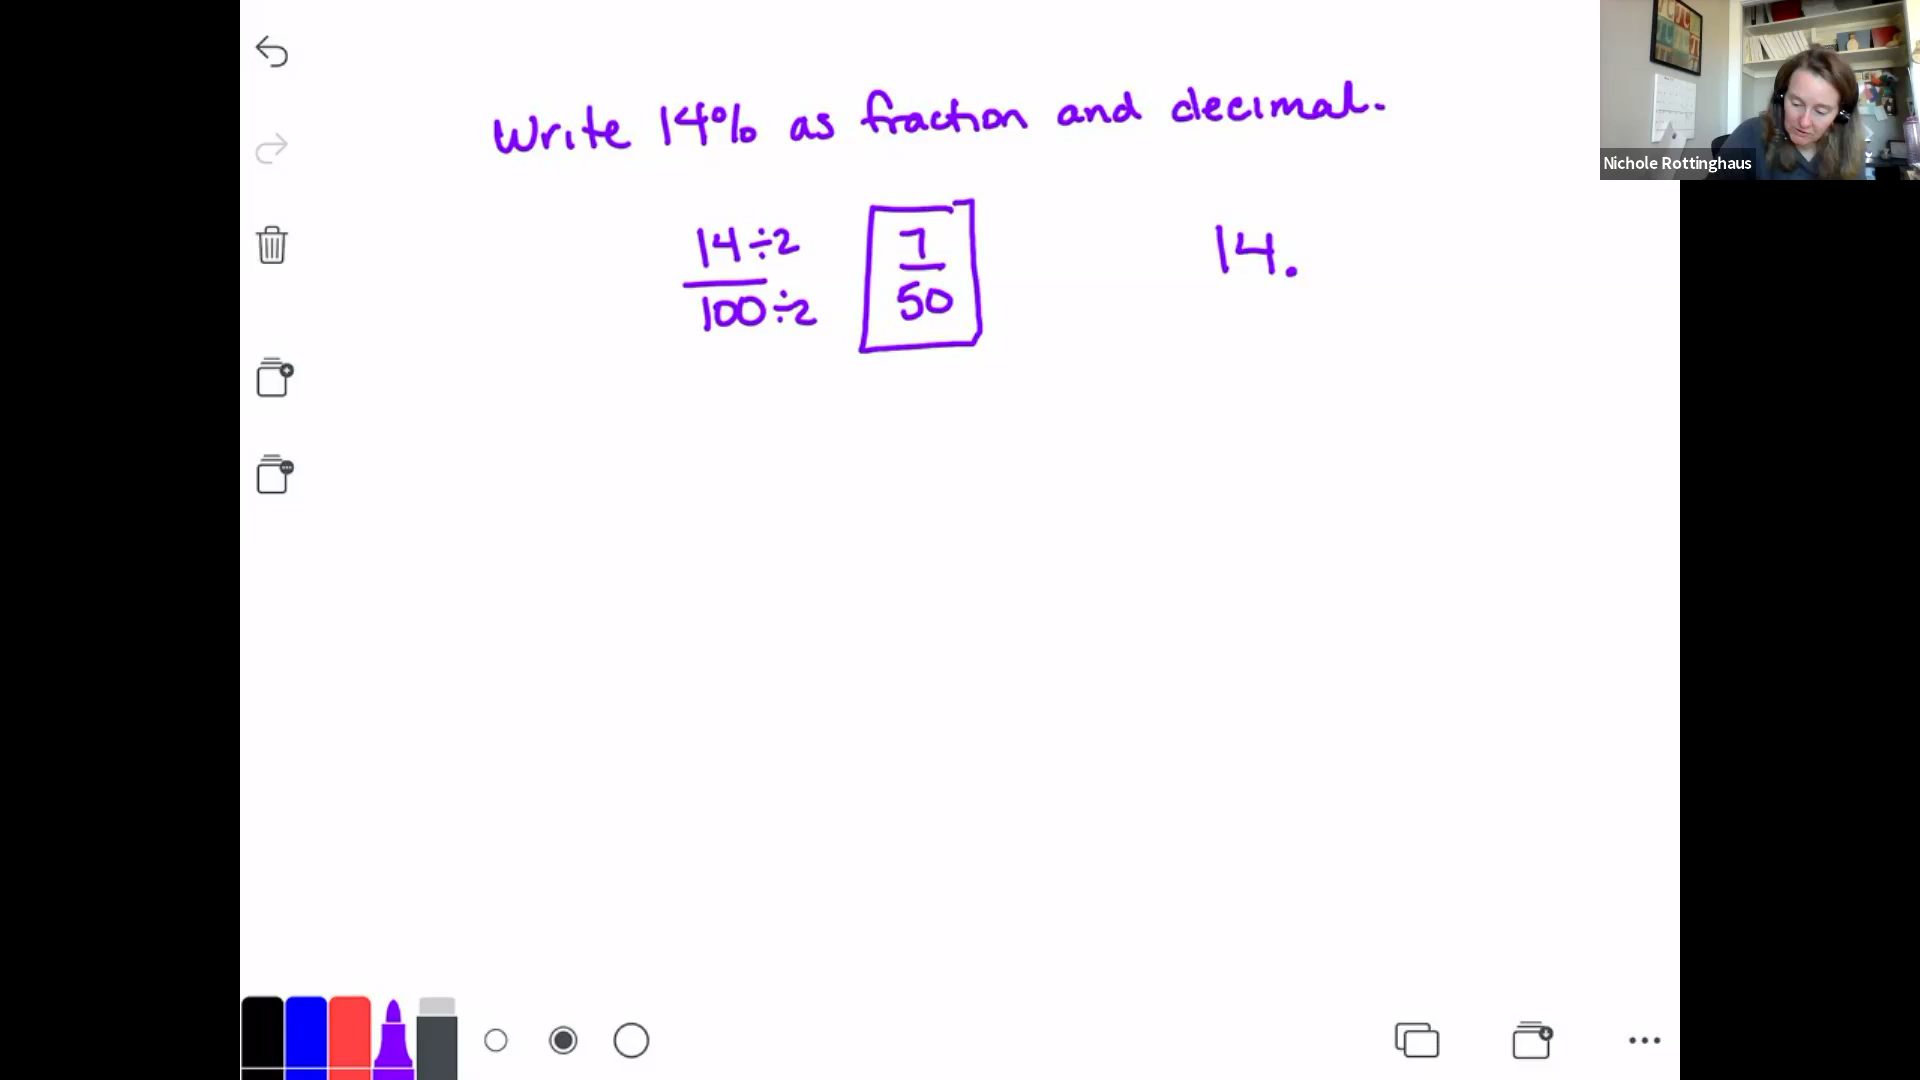 Write 14% as fraction and decimal.
14÷2
100÷2
7
50
14.
Nichole Rottinghaus